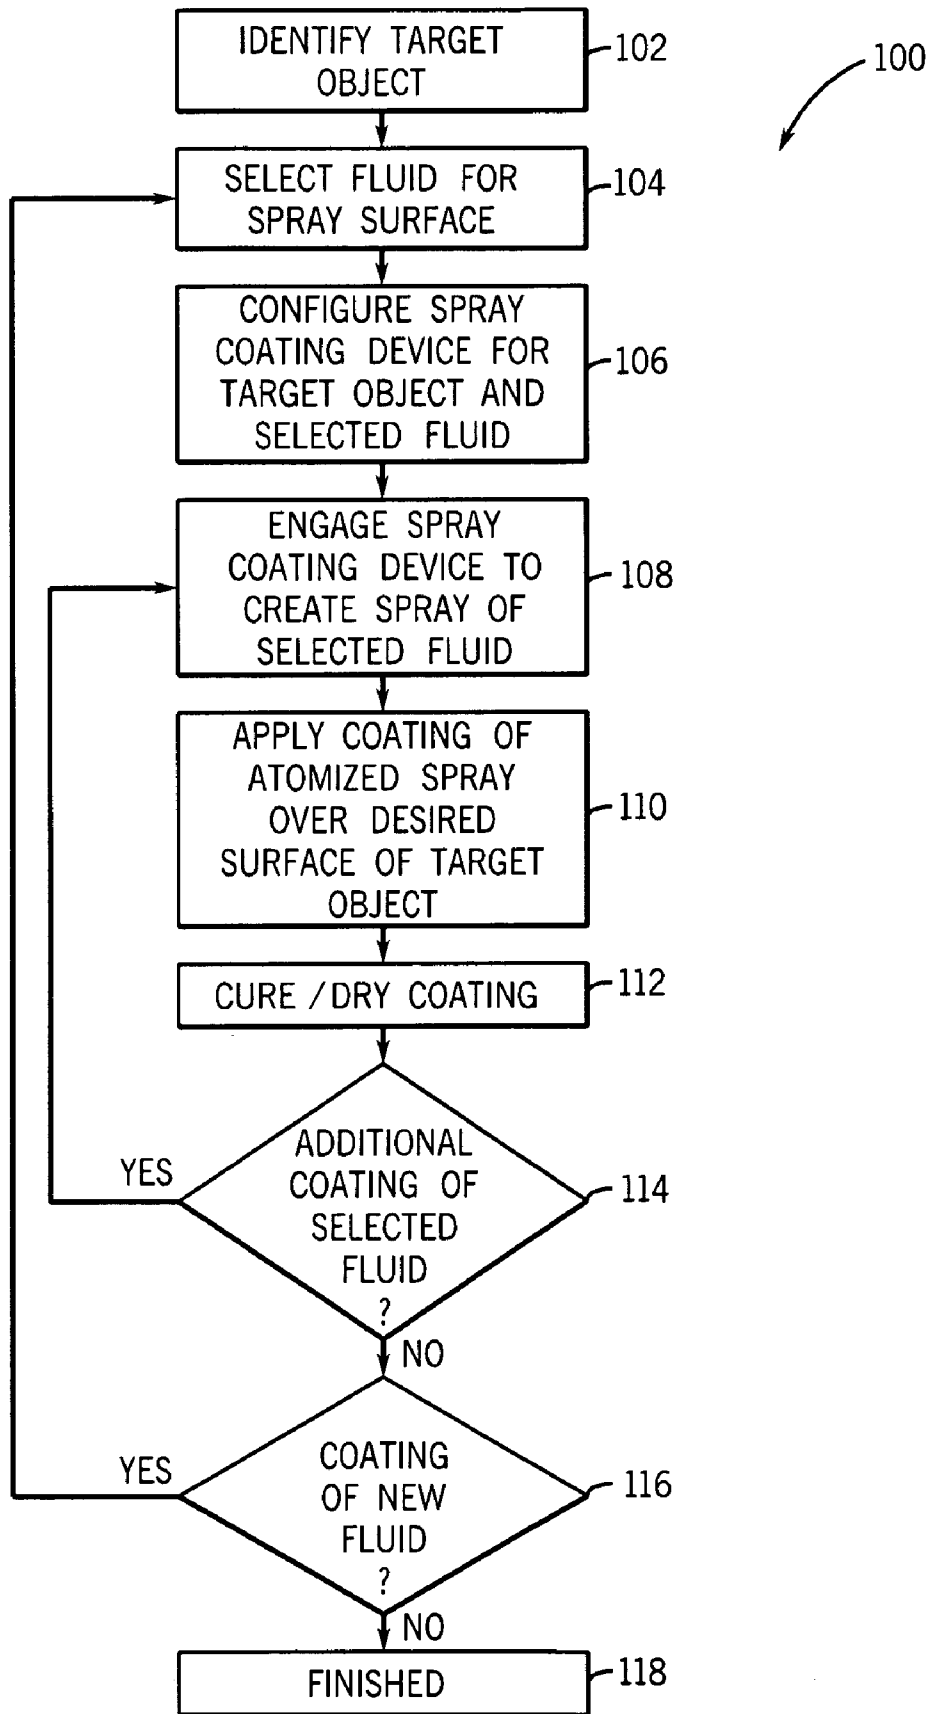 IDENTIFY TARGET
OBJECT
102
100
SELECT FLUID FOR
SPRAY SURFACE
104
CONFIGURE SPRAY
COATING DEVICE FOR
TARGET OBJECT AND
SELECTED FLUID
106
ENGAGE SPRAY
COATING DEVICE TO
CREATE SPRAY OF
SELECTED FLUID
108
APPLY COATING OF
ATOMIZED SPRAY
OVER DESIRED
SURFACE OF TARGET
OBJECT
110
CURE / DRY COATING
112
YES
ADDITIONAL
COATING OF
SELECTED
FLUID
?
114
NO
YES
COATING
OF NEW
FLUID
?
116
NO
FINISHED
118